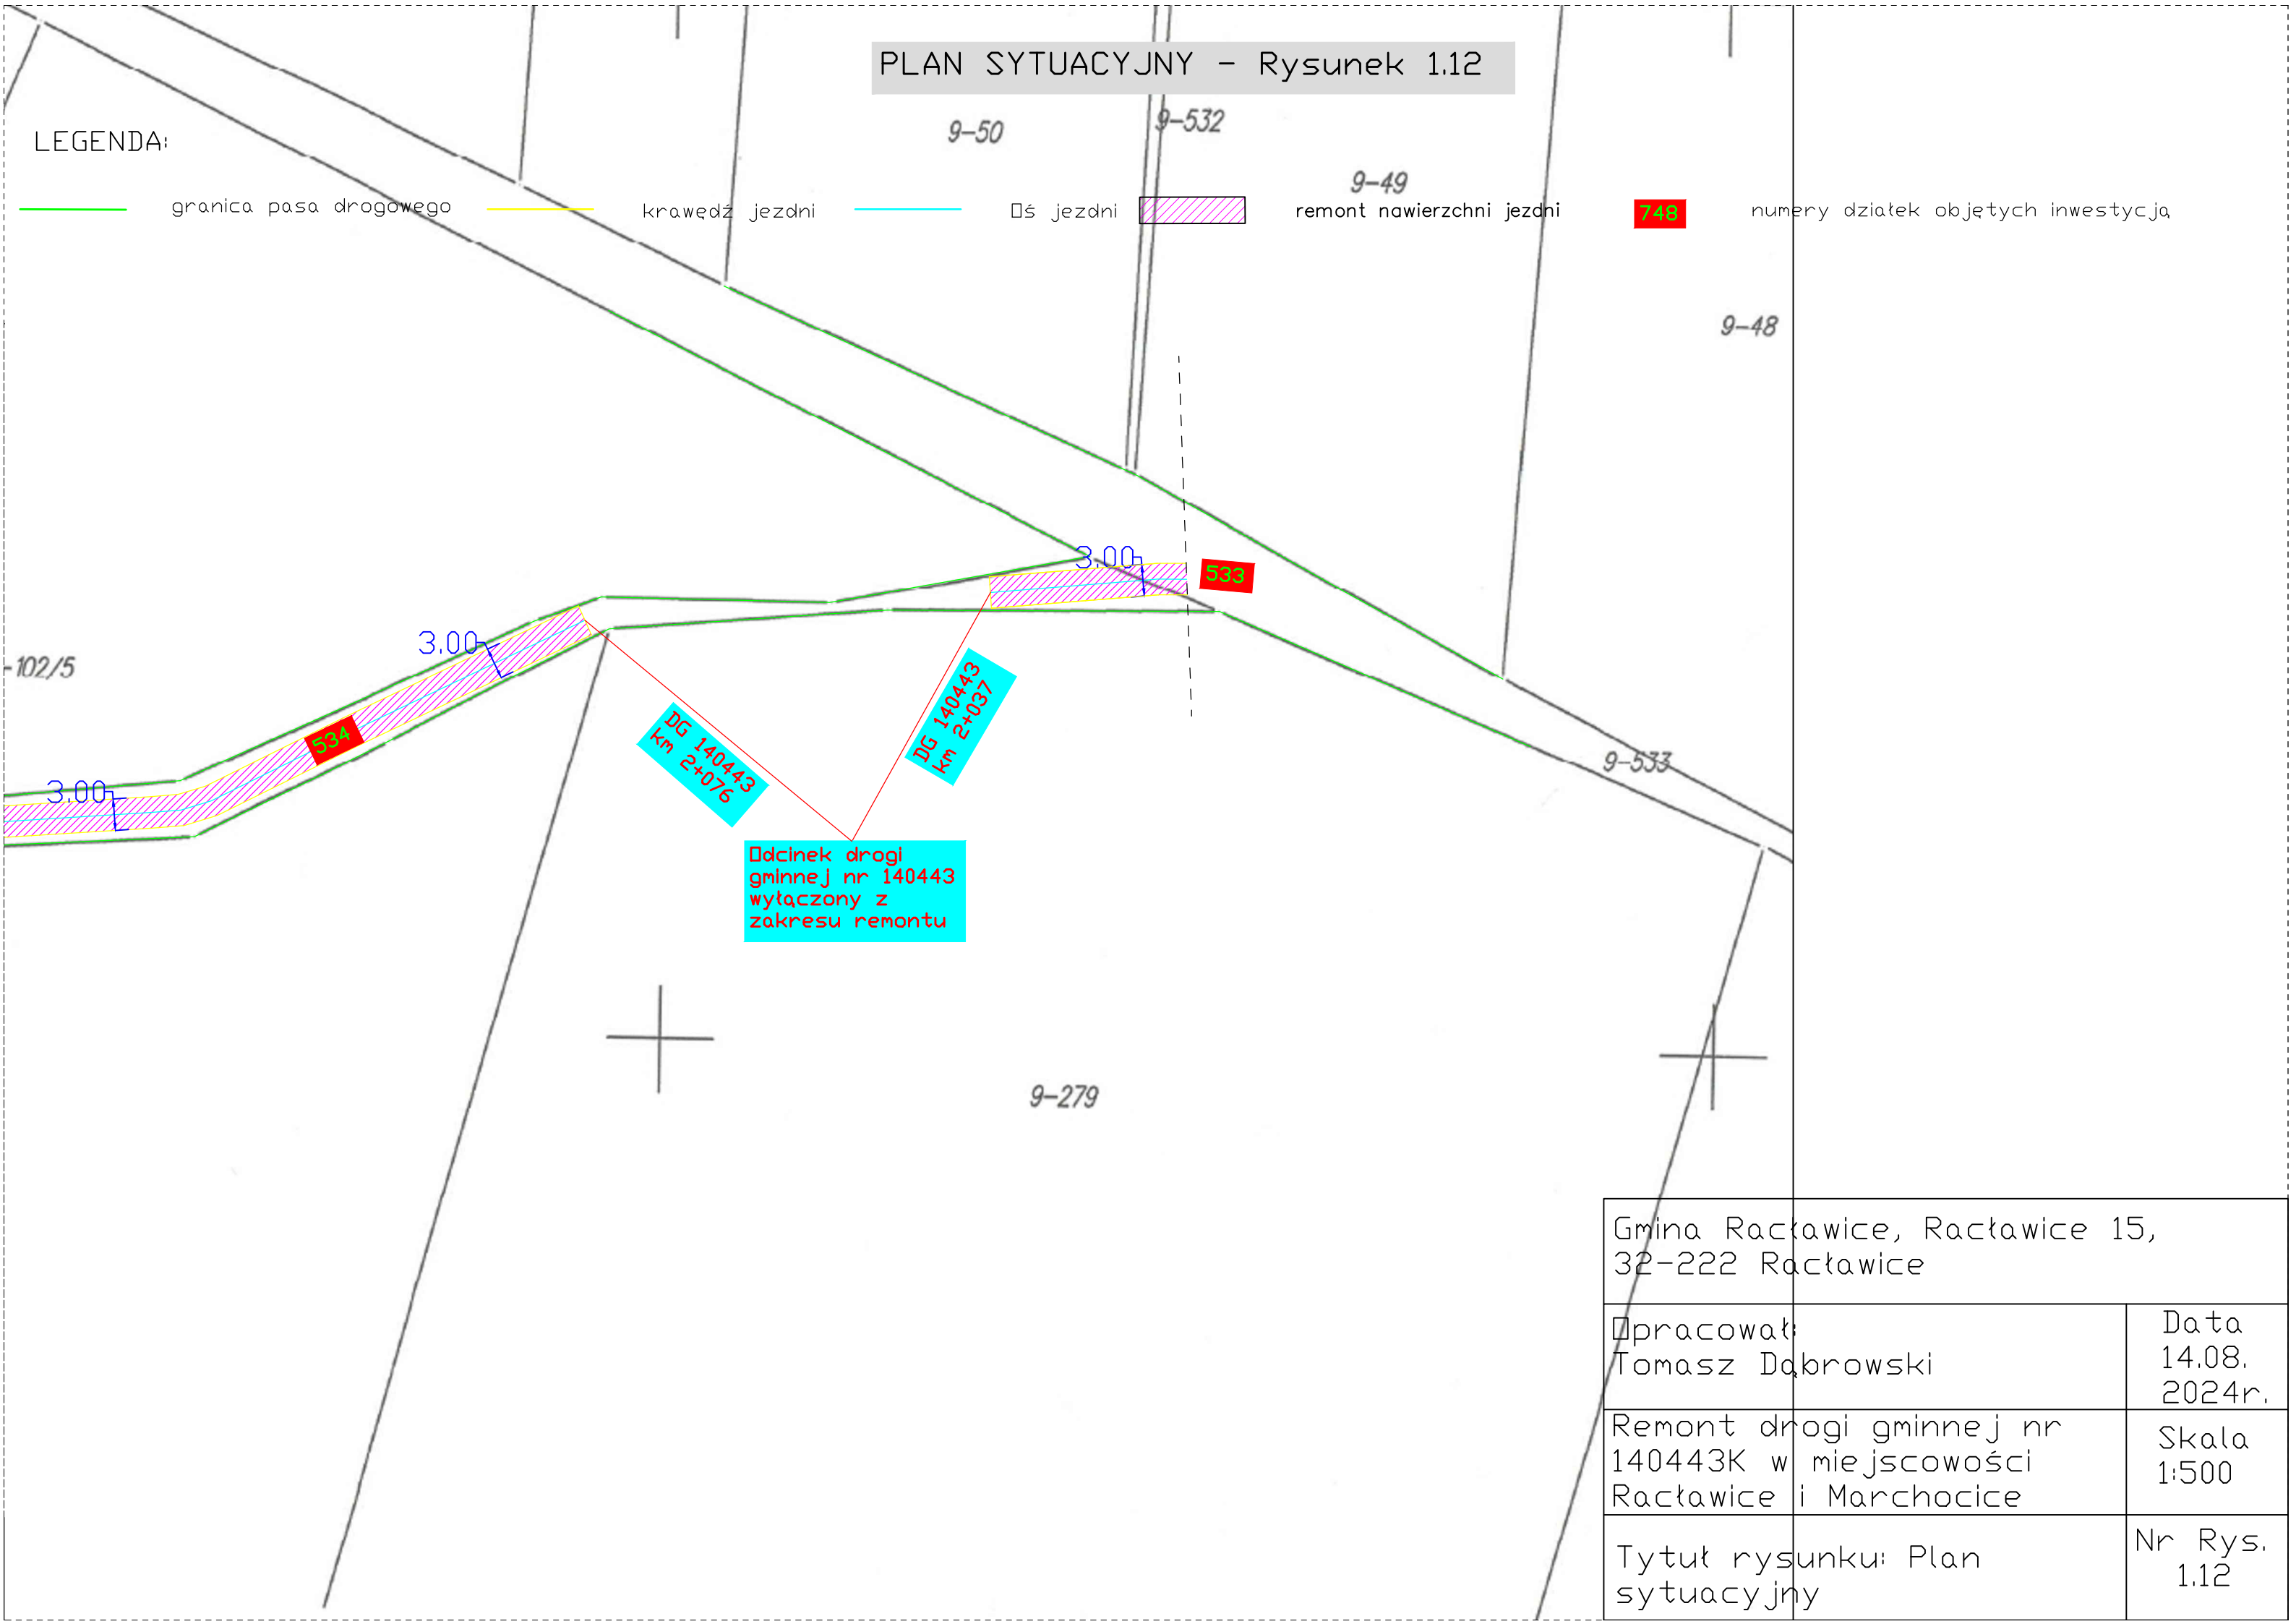 PLAN SYTUACYJNY - Rysunek 1.12
9-50
9-532
LEGENDA:
9-49
granica pasa drogowego
krawędź jezdni
Oś jezdni
remont nawierzchni jezdni
748
numery działek objętych inwestycją
9-48
3.00
533
3.00
-102/5
534
DG 140443
km 2+076
DG 140443
km 2+037
9-533
3.00
Odcinek drogi
gminnej nr 140443
wyłączony z
zakresu remontu
9-279
Gmina Racławice, Racławice 15,
32-222 Racławice
Opracował:
Tomasz Dąbrowski
Data
14.08.
2024r.
Remont drogi gminnej nr
140443K w miejscowości
Racławice i Marchocice
Skala
1:500
Tytuł rysunku: Plan
sytuacyjny
Nr Rys.
1.12